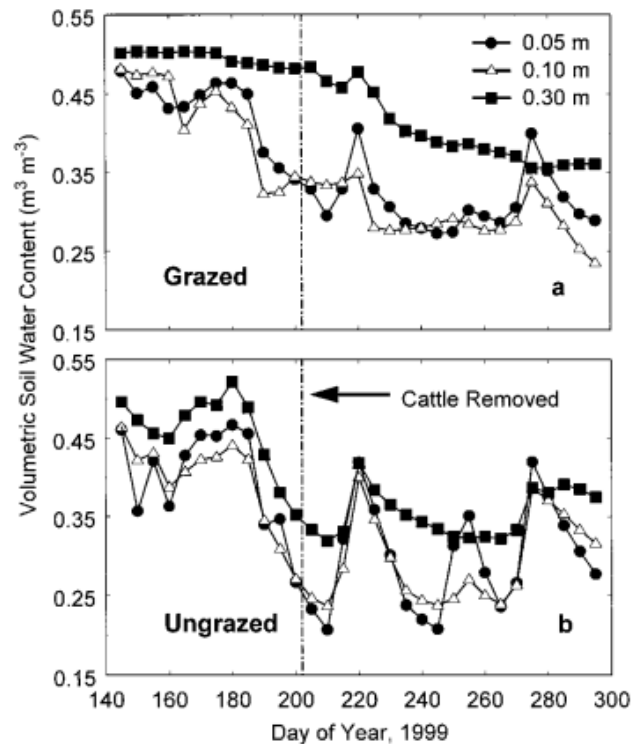 Volumetric Soil Water Content (m³ m⁻³)
0.55
0.45
0.35
0.25
0.15
0.05 m
0.10 m
0.30 m
Grazed
a
0.55
0.45
0.35
0.25
0.15
Cattle Removed
Ungrazed
b
140 160 180 200 220 240 260 280 300
Day of Year, 1999